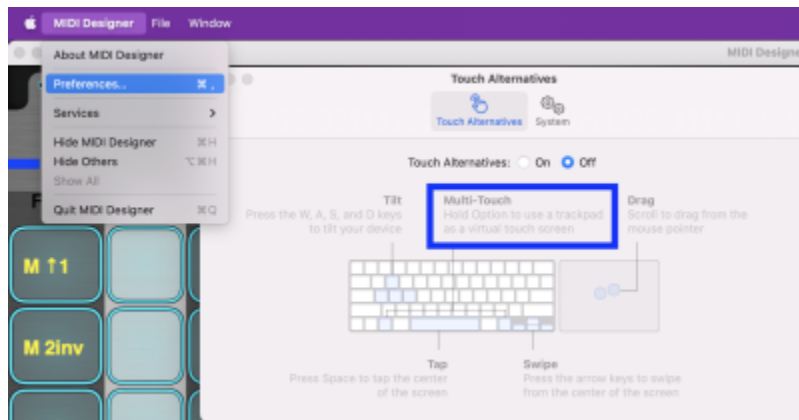 MIDI Designer File Window
MIDI Designe
About MIDI Designer
Preferences... ⌘ ,
Services >
Hide MIDI Designer ⌘H
Hide Others ⌥⌘H
Show All
Quit MIDI Designer ⌘Q
Touch Alternatives
Touch Alternatives System
Touch Alternatives: On Off
Tilt
Press the W, A, S, and D keys
to tilt your device
Multi-Touch
Hold Option to use a trackpad
as a virtual touch screen
Drag
Scroll to drag from the
mouse pointer
Tap
Press Space to tap the center
of the screen
Swipe
Press the arrow keys to swipe
from the center of the screen
F
M ↑1
M 2inv